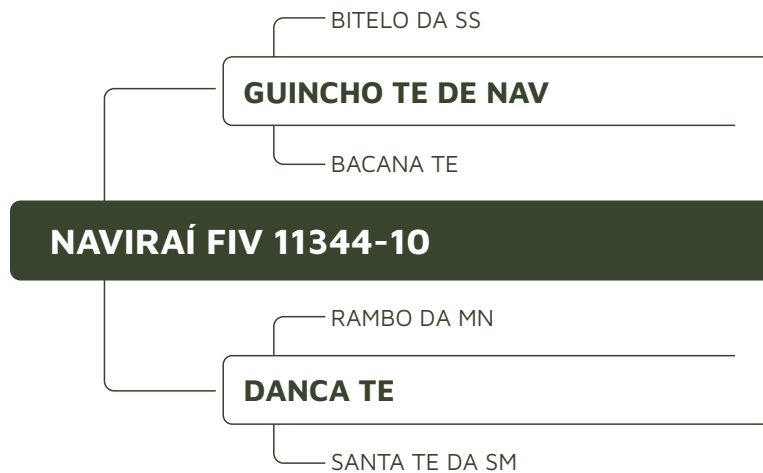 BITELO DA SS
GUINCHO TE DE NAV
BACANA TE
NAVIRAÍ FIV 11344-10
RAMBO DA MN
DANCA TE
SANTA TE DA SM